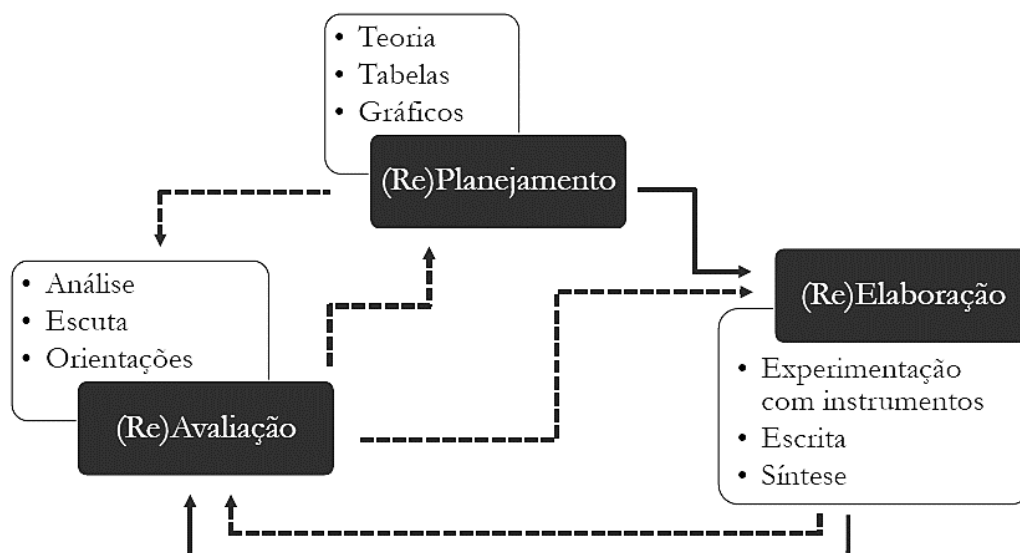 • Teoria
• Tabelas
• Gráficos
(Re)Planejamento
• Análise
• Escuta
• Orientações
(Re)Avaliação
(Re)Elaboração
• Experimentação
com instrumentos
• Escrita
• Síntese